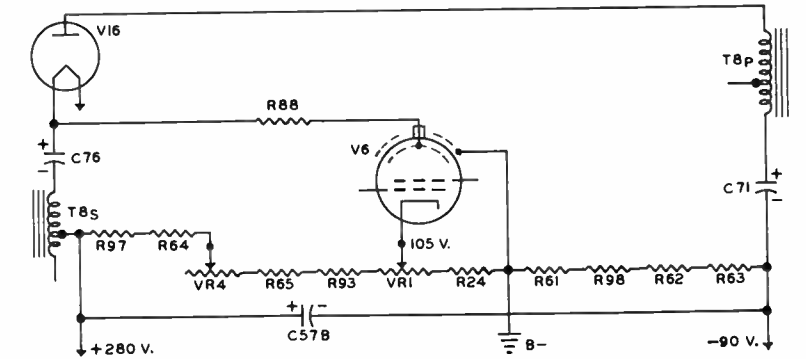 V16
T8P
R88
+
C76
-
V6
T8S
+
C71
-
R97 R64
105 V.
VR4 R65 R93 VR1 R24 R61 R98 R62 R63
+ -
C57B
+280 V.
B-
-90 V.